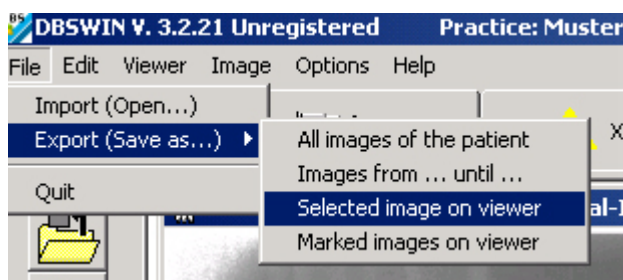 DBSWIN V. 3.2.21 Unregistered Practice: Muster
File Edit Viewer Image Options Help
Import (Open...)
Export (Save as...)
Quit
All images of the patient
Images from ... until ...
Selected image on viewer
Marked images on viewer
X
al-I